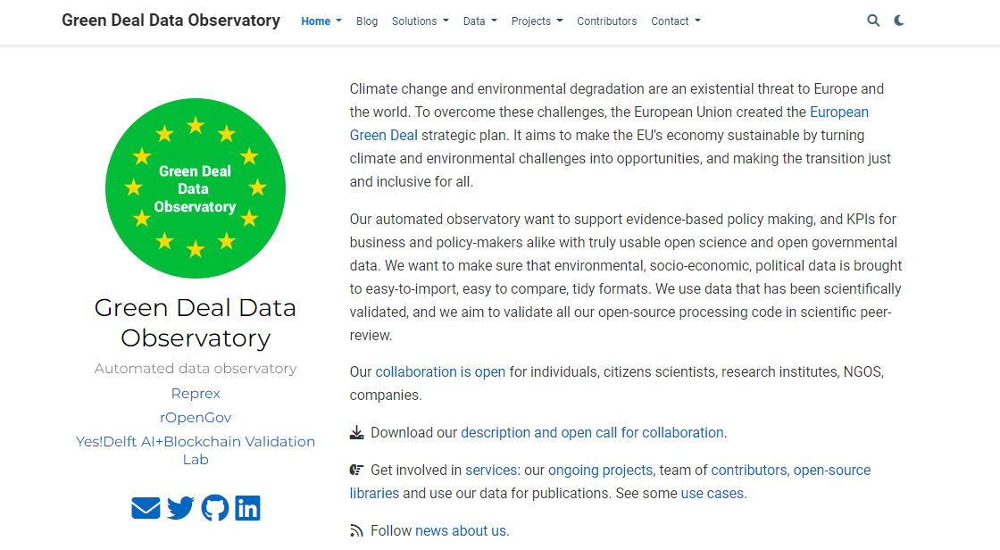 Green Deal Data Observatory
Home Blog Solutions Data Projects Contributors Contact
Green Deal
Data
Observatory
Green Deal Data
Observatory
Automated data observatory
Reprex
rOpenGov
Yes!Delft AI+Blockchain Validation
Lab
Climate change and environmental degradation are an existential threat to Europe and
the world. To overcome these challenges, the European Union created the European
Green Deal strategic plan. It aims to make the EU’s economy sustainable by turning
climate and environmental challenges into opportunities, and making the transition just
and inclusive for all.
Our automated observatory want to support evidence-based policy making, and KPIs for
business and policy-makers alike with truly usable open science and open governmental
data. We want to make sure that environmental, socio-economic, political data is brought
to easy-to-import, easy to compare, tidy formats. We use data that has been scientifically
validated, and we aim to validate all our open-source processing code in scientific peer-
review.
Our collaboration is open for individuals, citizens scientists, research institutes, NGOS,
companies.
Download our description and open call for collaboration.
Get involved in services: our ongoing projects, team of contributors, open-source
libraries and use our data for publications. See some use cases.
Follow news about us.